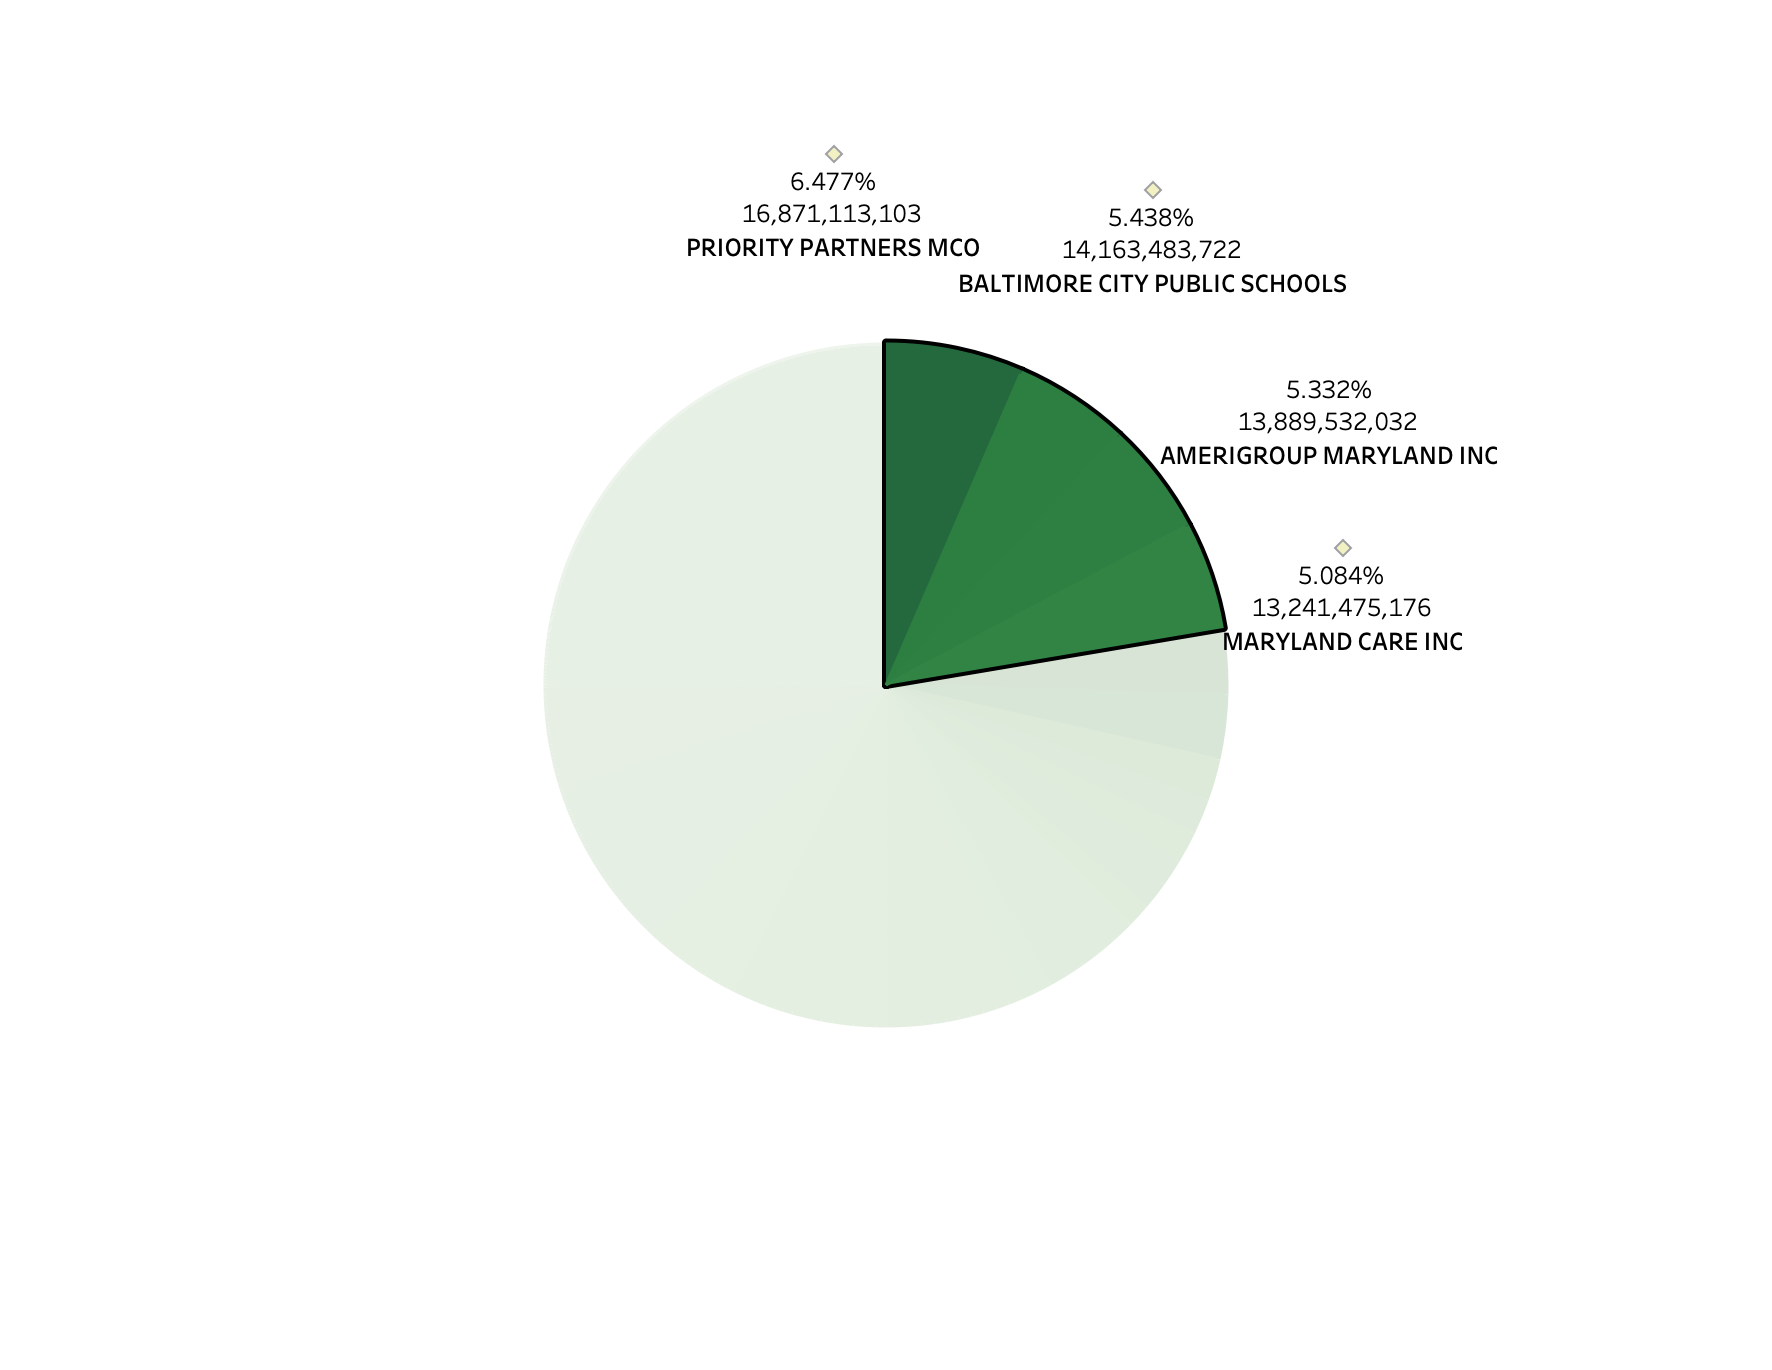 6.477%
16,871,113,103
PRIORITY PARTNERS MCO
5.438%
14,163,483,722
BALTIMORE CITY PUBLIC SCHOOLS
5.332%
13,889,532,032
AMERIGROUP MARYLAND INC
5.084%
13,241,475,176
MARYLAND CARE INC